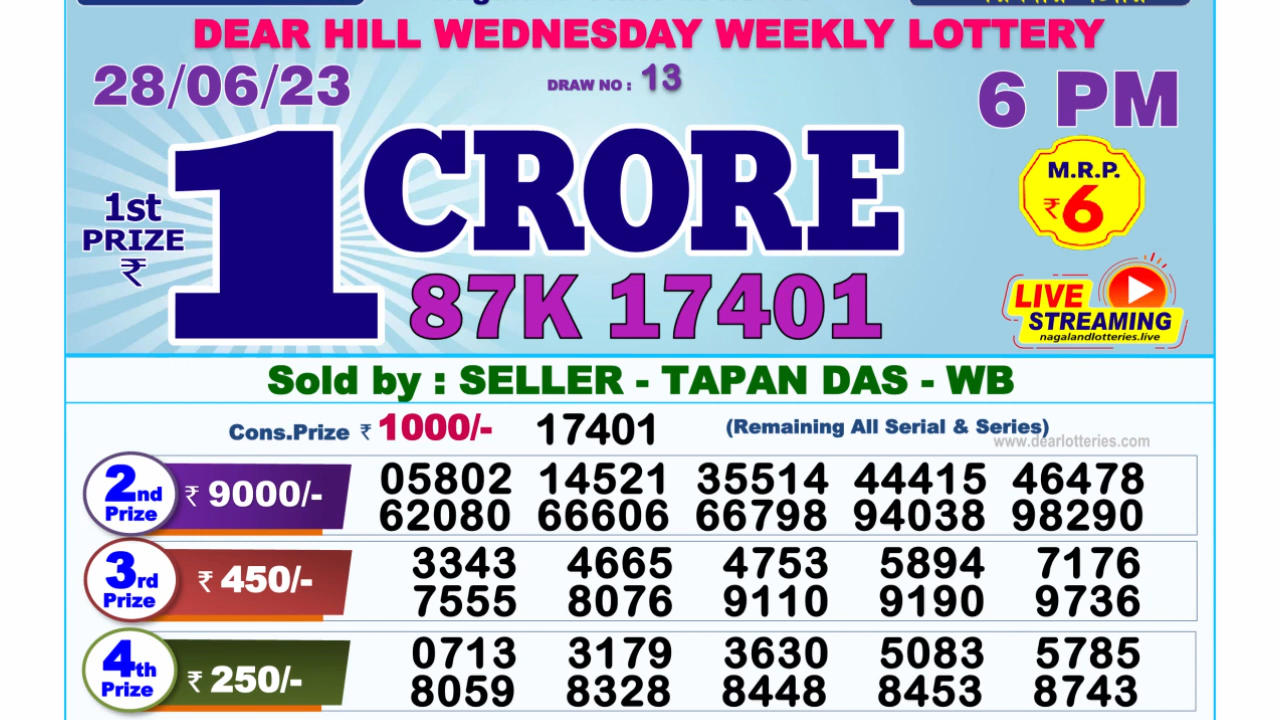 DEAR HILL WEDNESDAY WEEKLY LOTTERY
28/06/23
DRAW NO : 13
6 PM
1st
PRIZE
₹
1 CRORE
87K 17401
M.R.P.
₹6
LIVE
STREAMING
nagalandlotteries.live
Sold by : SELLER - TAPAN DAS - WB
Cons.Prize ₹ 1000/- 17401 (Remaining All Serial & Series)
www.dearlotteries.com
2nd Prize ₹ 9000/-
05802 14521 35514 44415 46478
62080 66606 66798 94038 98290
3rd Prize ₹ 450/-
3343 4665 4753 5894 7176
7555 8076 9110 9190 9736
4th Prize ₹ 250/-
0713 3179 3630 5083 5785
8059 8328 8448 8453 8743